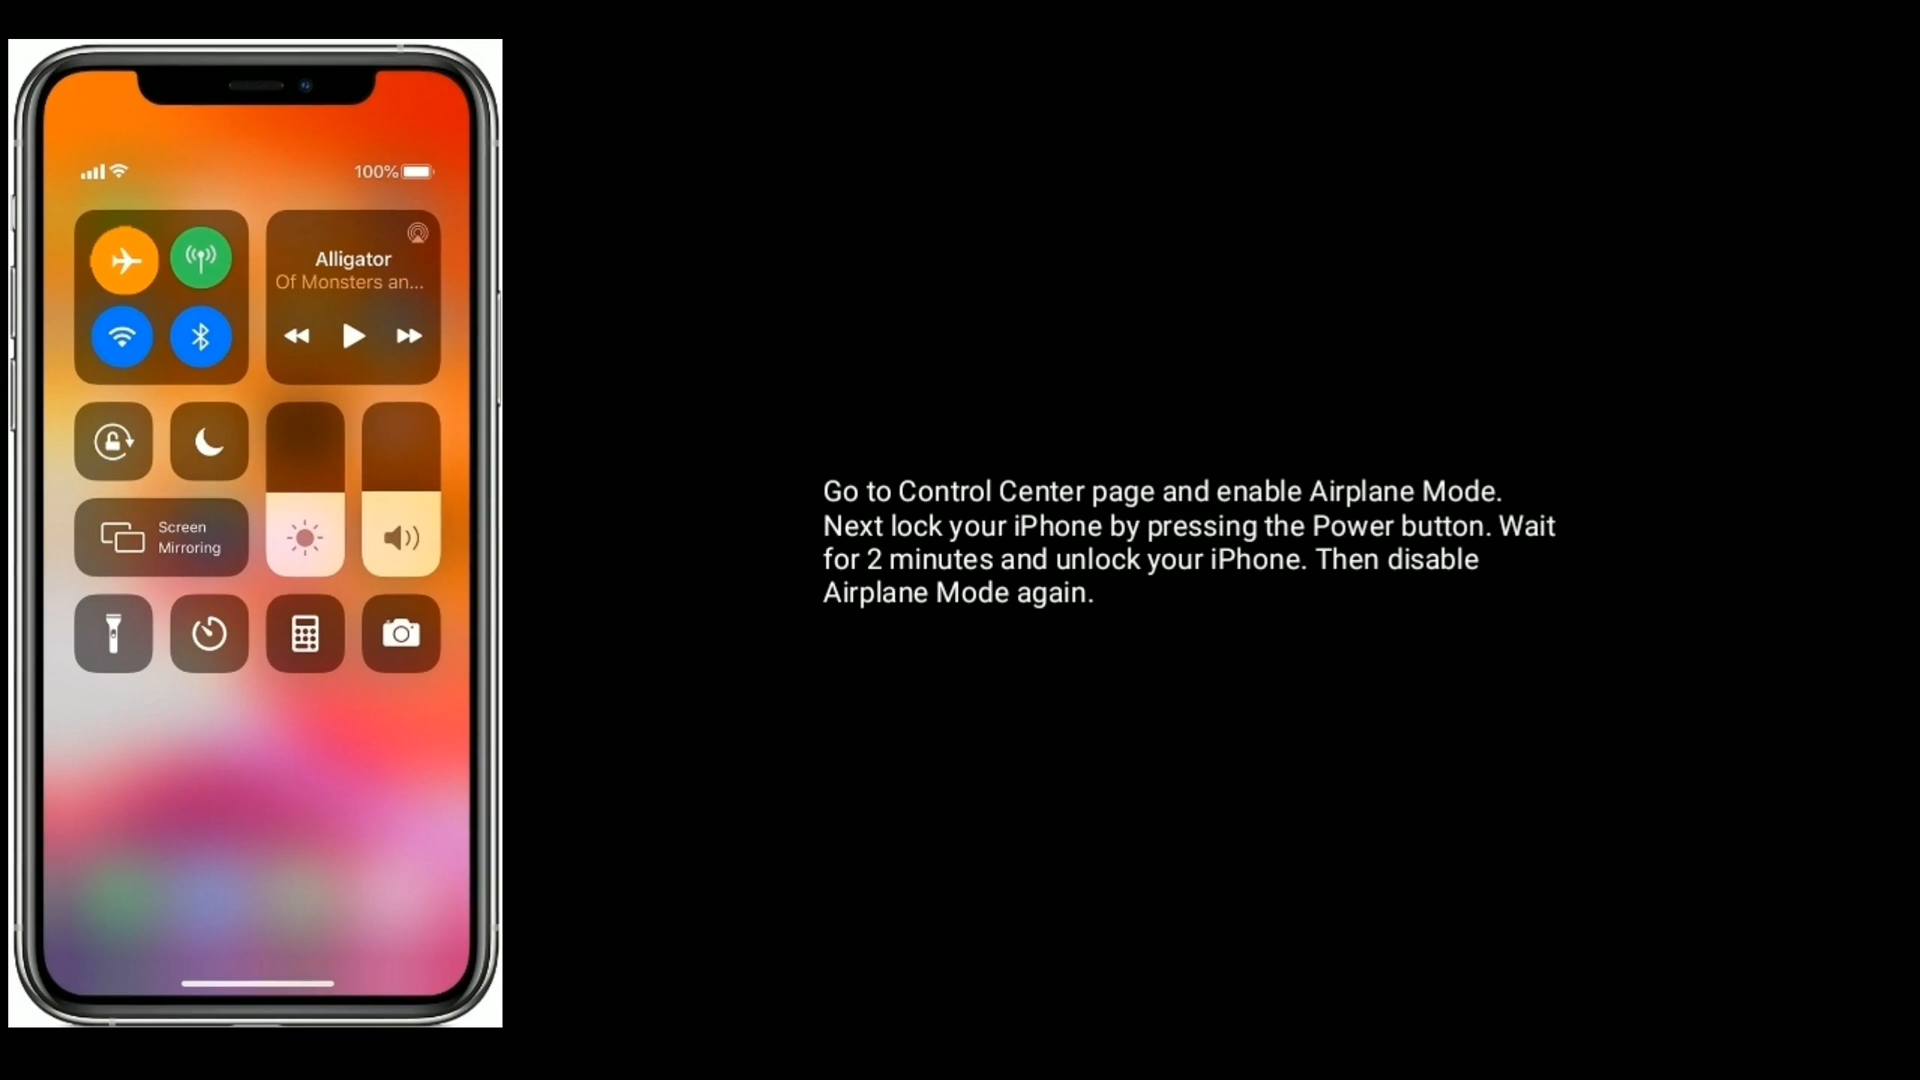 100%
Alligator
Of Monsters an...
Screen
Mirroring
Go to Control Center page and enable Airplane Mode.
Next lock your iPhone by pressing the Power button. Wait
for 2 minutes and unlock your iPhone. Then disable
Airplane Mode again.